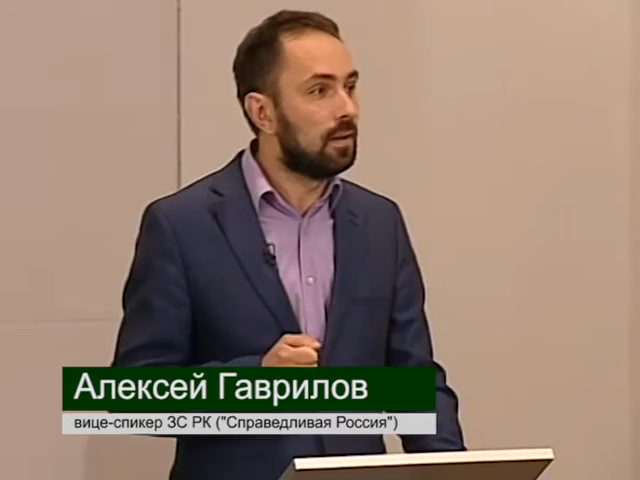 Алексей Гаврилов
вице-спикер ЗС РК ("Справедливая Россия")